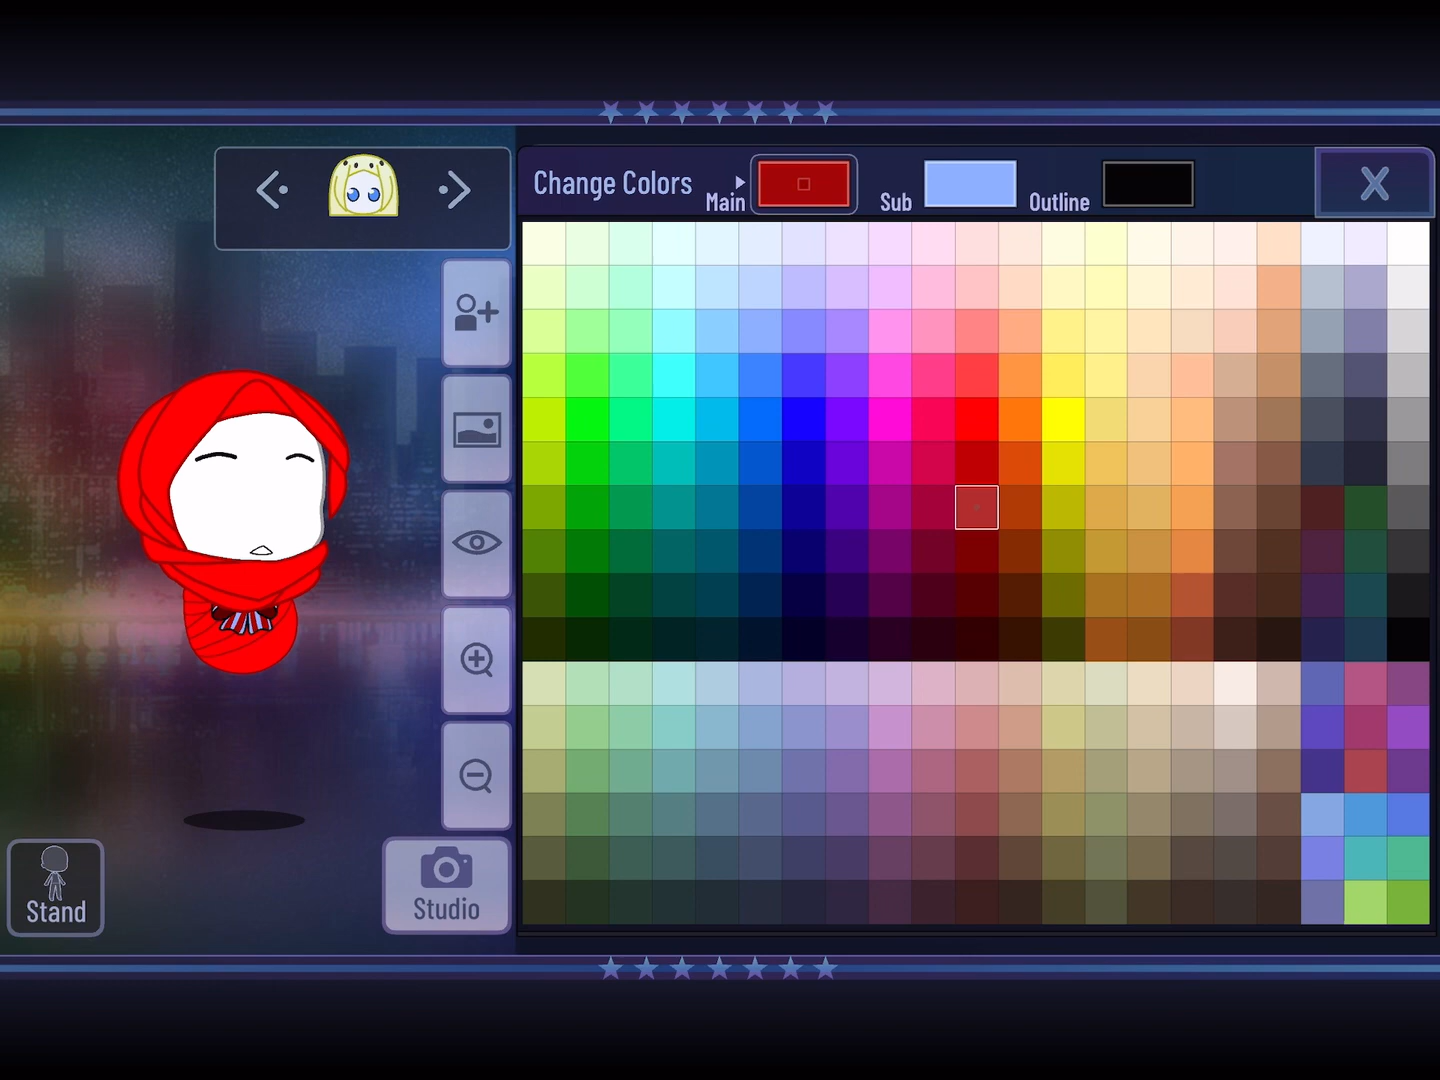 Change Colors
Main
Sub
Outline
X
Stand
Studio